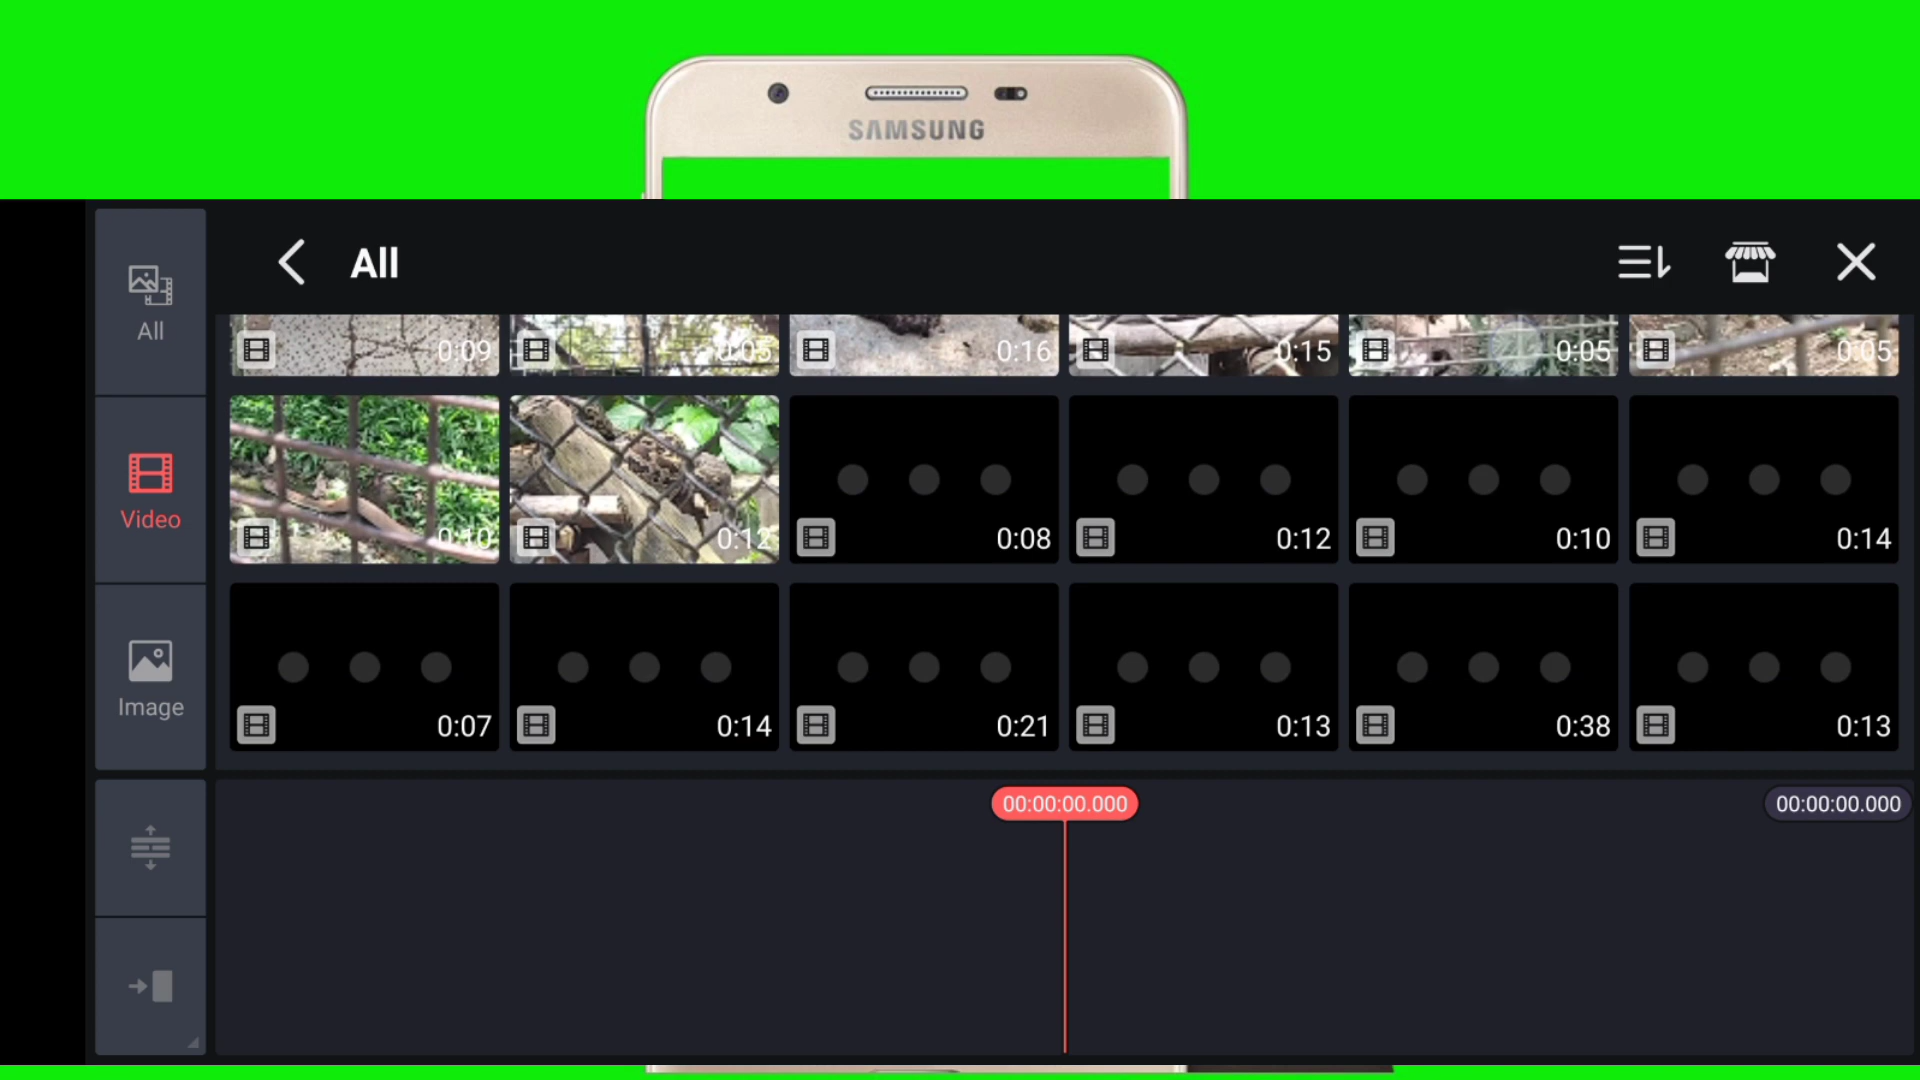 SAMSUNG
All
All
0:09 0:05 0:16 0:15 0:05 0:05
Video
0:10 0:12 0:08 0:12 0:10 0:14
Image
0:07 0:14 0:21 0:13 0:38 0:13
00:00:00.000 00:00:00.000